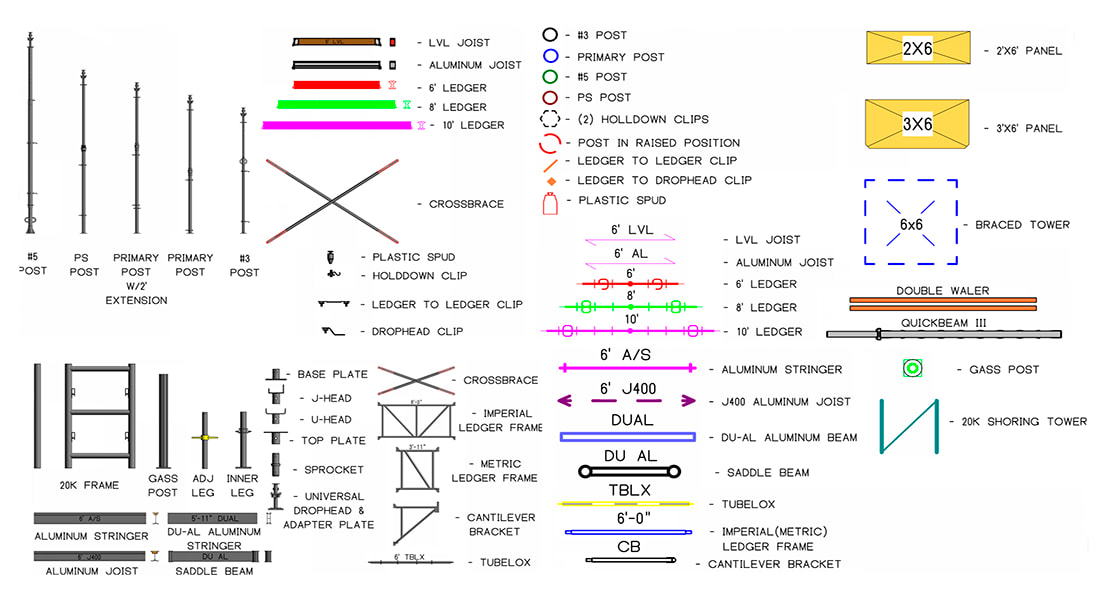 #5
POST
PS
POST
PRIMARY
POST
W/2'
EXTENSION
PRIMARY
POST
#3
POST
6' LVL
- LVL JOIST
- ALUMINUM JOIST
- 6' LEDGER
- 8' LEDGER
- 10' LEDGER
- CROSSBRACE
- PLASTIC SPUD
- HOLDDOWN CLIP
- LEDGER TO LEDGER CLIP
- DROPHEAD CLIP
- #3 POST
- PRIMARY POST
- #5 POST
- PS POST
- (2) HOLLDOWN CLIPS
- POST IN RAISED POSITION
- LEDGER TO LEDGER CLIP
- LEDGER TO DROPHEAD CLIP
- PLASTIC SPUD
6' LVL
- LVL JOIST
6' AL
- ALUMINUM JOIST
6'
- 6' LEDGER
8'
- 8' LEDGER
10'
- 10' LEDGER
6' A/S
- ALUMINUM STRINGER
6' J400
- J400 ALUMINUM JOIST
DUAL
- DU-AL ALUMINUM BEAM
DU AL
- SADDLE BEAM
TBLX
- TUBELOX
6'-0"
- IMPERIAL(METRIC)
LEDGER FRAME
CB
- CANTILEVER BRACKET
2X6
- 2'X6' PANEL
3X6
- 3'X6' PANEL
6x6
- BRACED TOWER
DOUBLE WALER
QUICKBEAM III
- GASS POST
- 20K SHORING TOWER
20K FRAME
GASS
POST
ADJ
LEG
INNER
LEG
- BASE PLATE
- J-HEAD
- U-HEAD
- TOP PLATE
- SPROCKET
- UNIVERSAL
DROPHEAD &
ADAPTER PLATE
- CROSSBRACE
6'-0"
- IMPERIAL
LEDGER FRAME
3'-11"
- METRIC
LEDGER FRAME
- CANTILEVER
BRACKET
6' TBLX
- TUBELOX
6' A/S
ALUMINUM STRINGER
5'-11" DUAL
DU-AL ALUMINUM
STRINGER
6' J400
ALUMINUM JOIST
DU AL
SADDLE BEAM